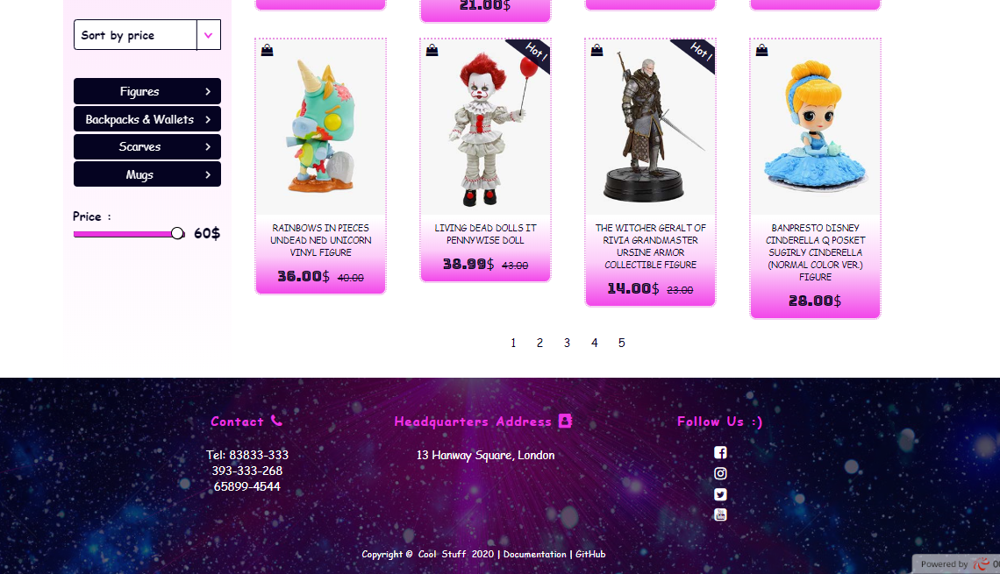 21.00$
Sort by price
Figures
Backpacks & Wallets
Scarves
Mugs
Price :
60$
RAINBOWS IN PIECES
UNDEAD NED UNICORN
VINYL FIGURE
36.00$ 40.00
Hot !
LIVING DEAD DOLLS IT
PENNYWISE DOLL
38.99$ 43.00
Hot !
THE WITCHER GERALT OF
RIVIA GRANDMASTER
URSINE ARMOR
COLLECTIBLE FIGURE
14.00$ 23.00
BANPRESTO DISNEY
CINDERELLA Q POSKET
SUGIRLY CINDERELLA
(NORMAL COLOR VER.)
FIGURE
28.00$
1 2 3 4 5
Contact
Tel: 83833-333
393-333-268
65899-4544
Headquarters Address
13 Hanway Square, London
Follow Us :)
Copyright © Cool Stuff 2020 | Documentation | GitHub
Powered by